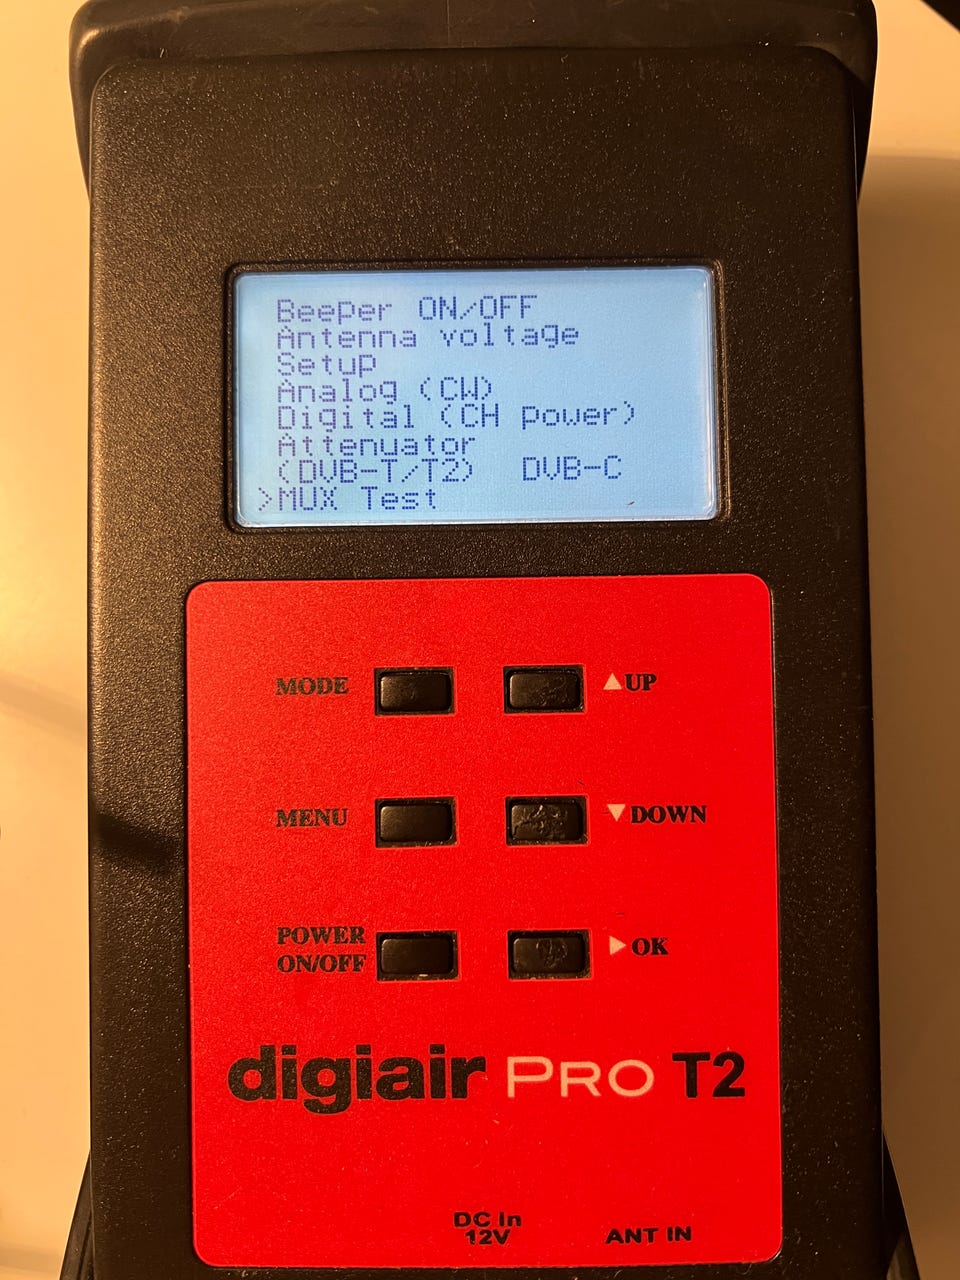 Beeper ON/OFF
Antenna voltage
Setup
Analog (CW)
Digital (CH power)
Attenuator
(DVB-T/T2) DVB-C
>MUX Test
MODE ▲UP
MENU ▼DOWN
POWER
ON/OFF ▶OK
digiair PRO T2
DC in
12V
ANT IN